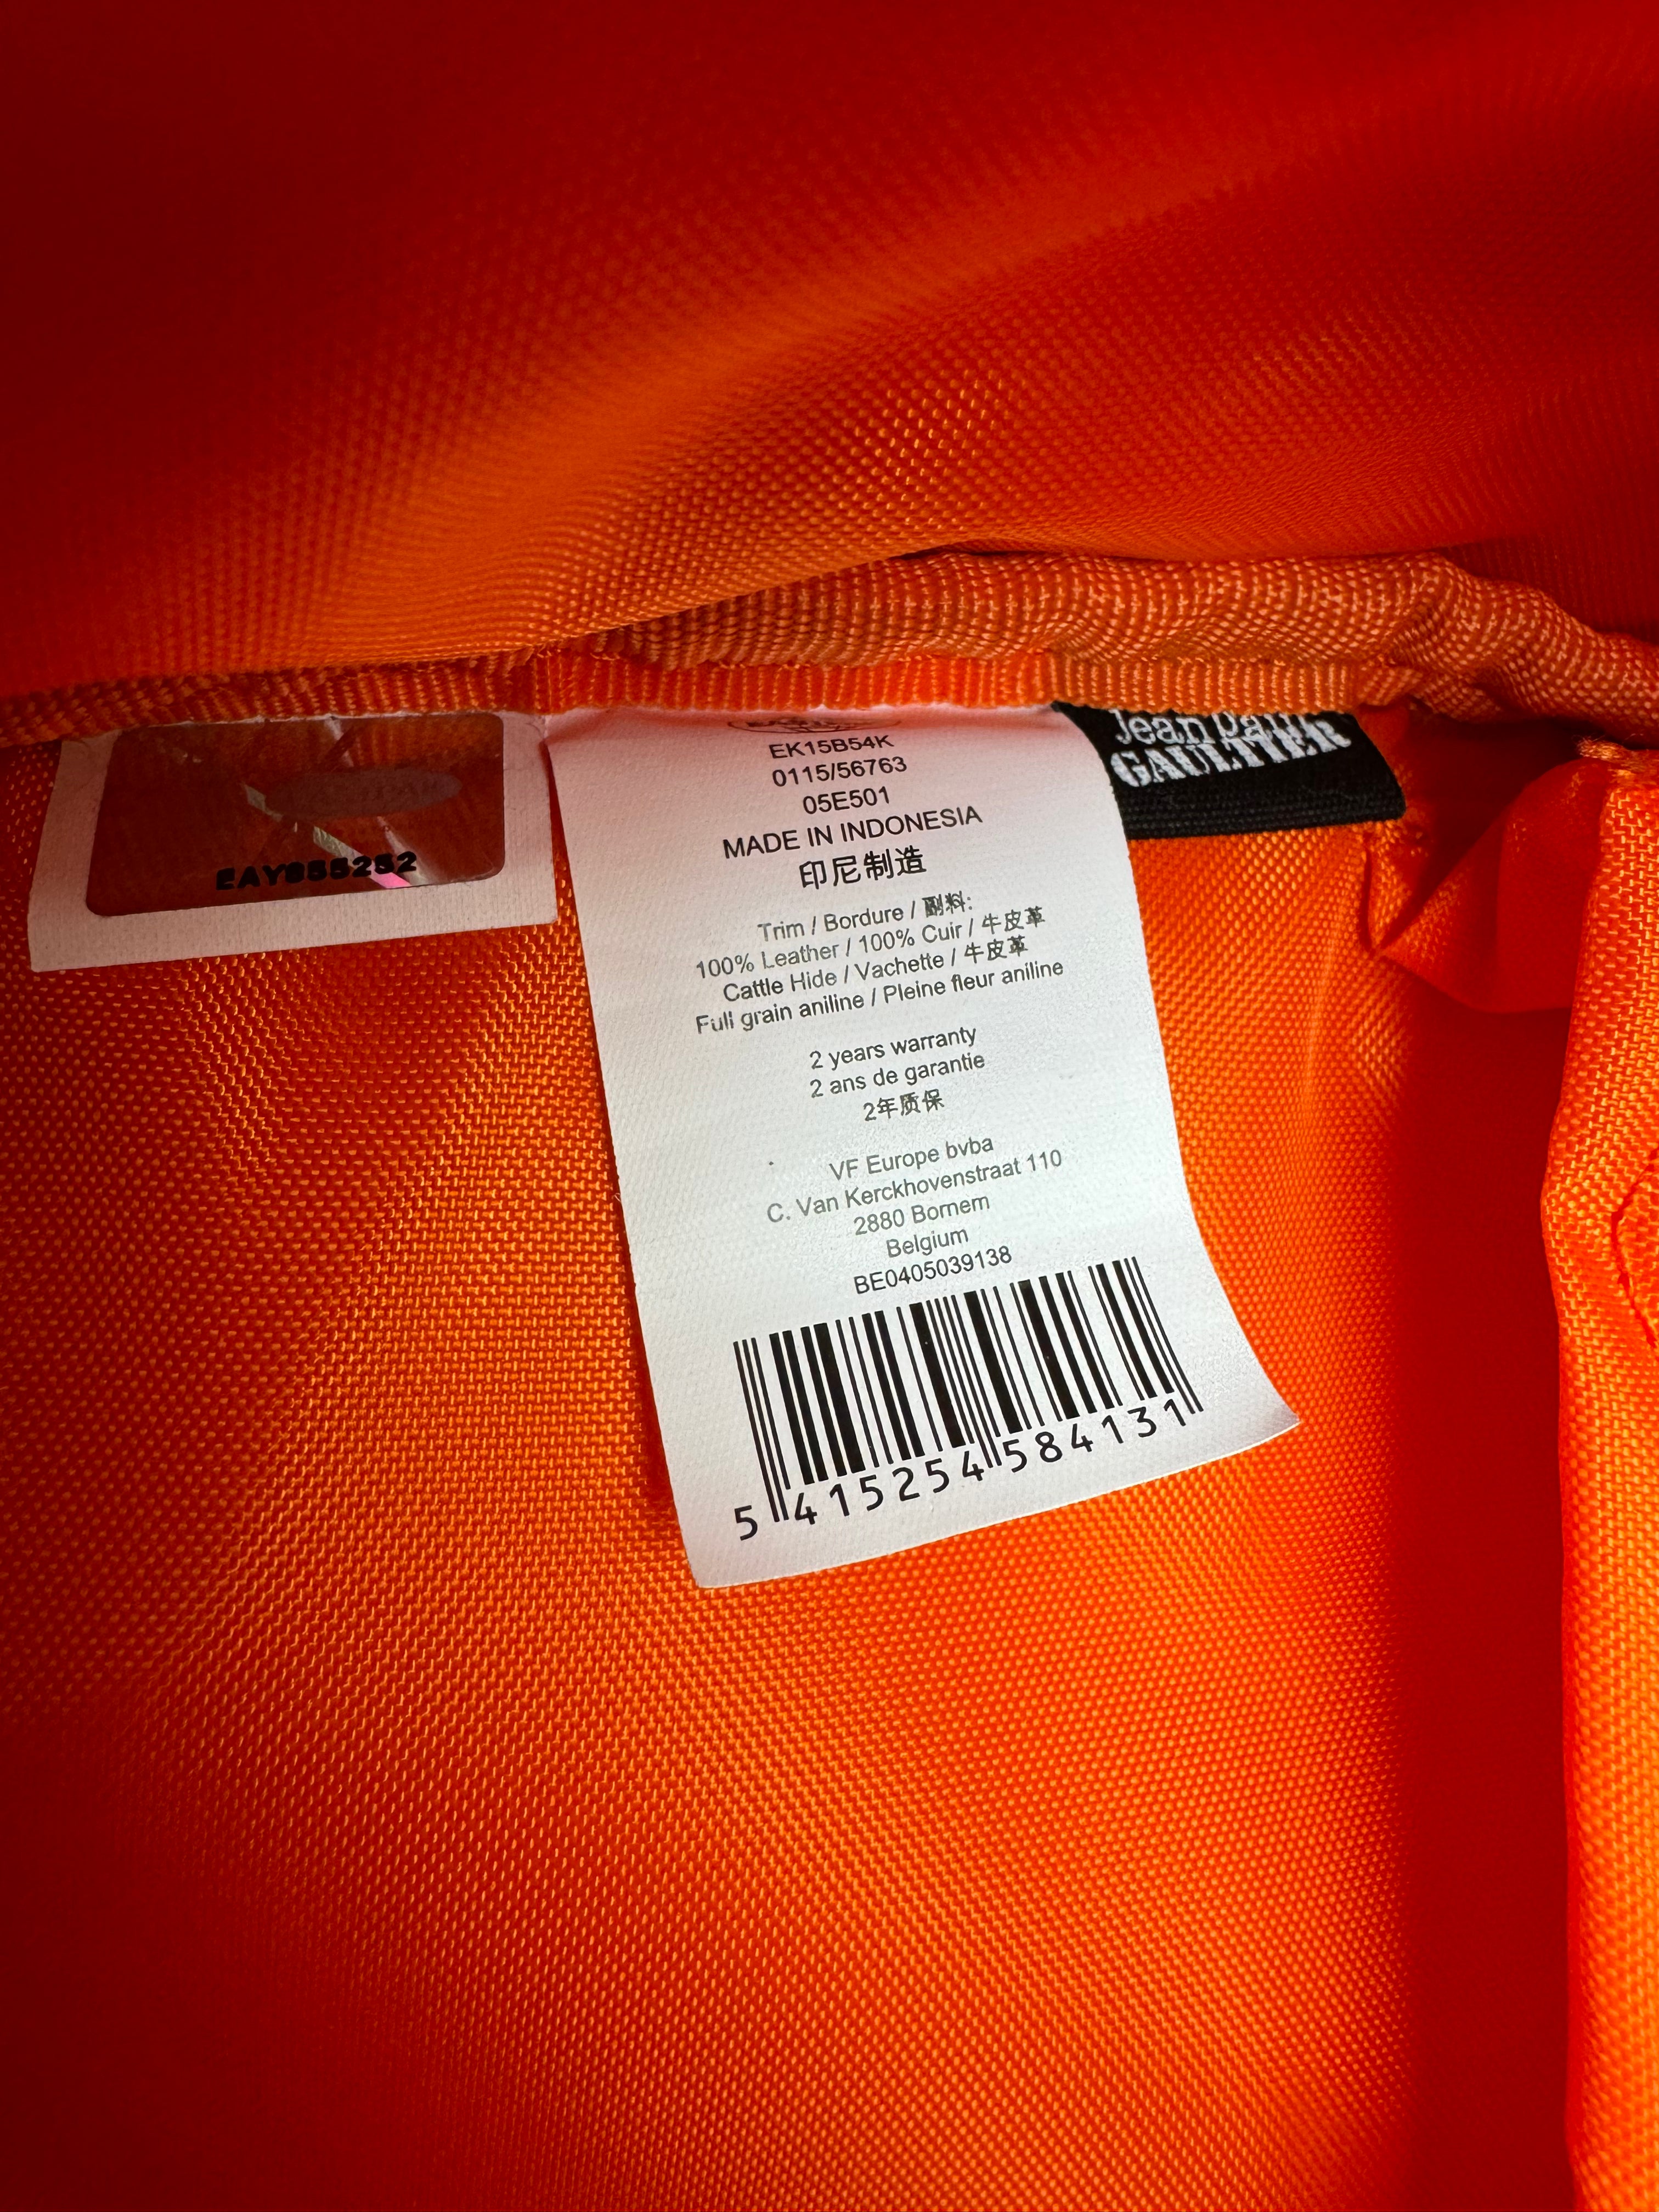 EAY855252
EK15B54K
0115/56763
05E501
MADE IN INDONESIA
印尼制造
Trim / Bordure / 副料:
100% Leather / 100% Cuir / 牛皮革
Cattle Hide / Vachette / 牛皮革
Full grain aniline / Pleine fleur aniline
2 years warranty
2 ans de garantie
2年质保
VF Europe bvba
C. Van Kerckhovenstraat 110
2880 Bornem
Belgium
BE0405039138
5 415254 584131
Jean Paul
GAULTIER